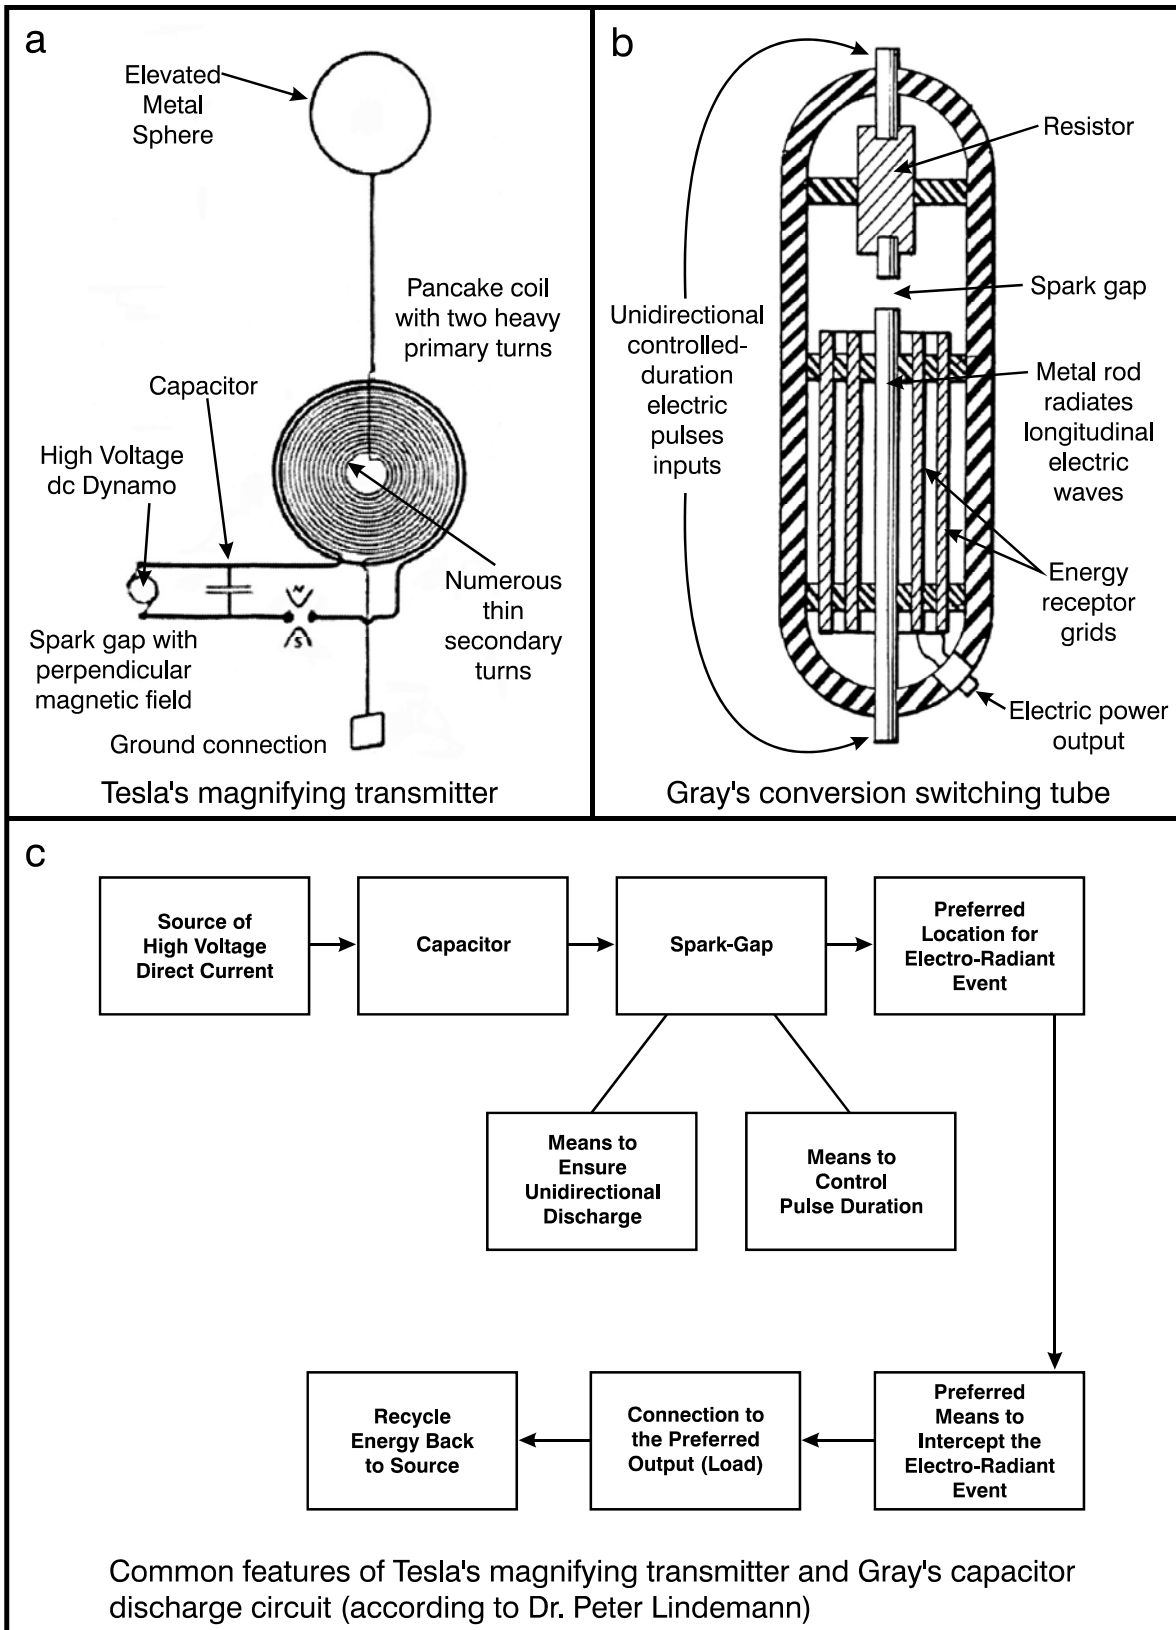 a
Elevated
Metal
Sphere
Pancake coil
with two heavy
primary turns
Capacitor
High Voltage
dc Dynamo
Numerous
thin
secondary
turns
N
S
Spark gap with
perpendicular
magnetic field
Ground connection
Tesla's magnifying transmitter
b
Resistor
Spark gap
Unidirectional
controlled-
duration
electric
pulses
inputs
Metal rod
radiates
longitudinal
electric
waves
Energy
receptor
grids
Electric power
output
Gray's conversion switching tube
c
Source of
High Voltage
Direct Current
Capacitor
Spark-Gap
Preferred
Location for
Electro-Radiant
Event
Means to
Ensure
Unidirectional
Discharge
Means to
Control
Pulse Duration
Recycle
Energy Back
to Source
Connection to
the Preferred
Output (Load)
Preferred
Means to
Intercept the
Electro-Radiant
Event
Common features of Tesla's magnifying transmitter and Gray's capacitor
discharge circuit (according to Dr. Peter Lindemann)